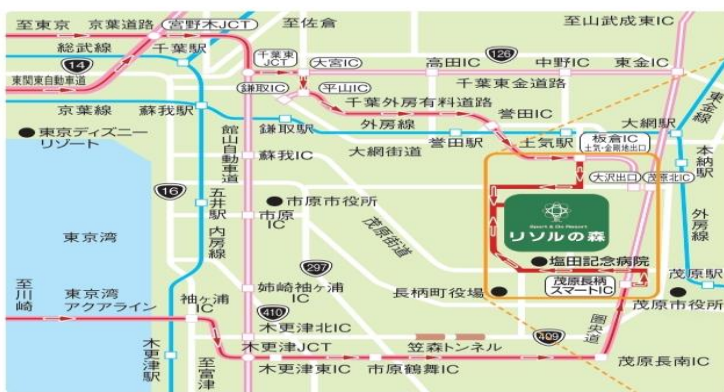 至東京
京葉道路
宮野木JCT
至佐倉
至山武成東IC
総武線
千葉駅
14
東関東自動車道
千葉東
JCT
大宮IC
126
高田IC
中野IC
東金IC
千葉東金道路
鎌取IC
平山IC
東金線
京葉線
蘇我駅
千葉外房有料道路
誉田IC
東京ディズニー
リゾート
鎌取駅
外房線
誉田駅
土気駅
大網駅
板倉IC
土気・金剛地出口
本納駅
館山自動車道
蘇我IC
大網街道
大沢出口
茂原北IC
16
五井駅
内房線
市原市役所
市原
IC
茂原街道
Resort & Do Resort
リソルの森
外房線
東京湾
297
塩田記念病院
茂原駅
至川崎
東京湾
アクアライン
袖ヶ浦
IC
姉崎袖ヶ浦
IC
長柄町役場
茂原長柄
スマートIC
茂原市役所
410
木更津北IC
圏央道
409
木更津駅
至富津
木更津JCT
笠森トンネル
木更津東IC
市原鶴舞IC
茂原長南IC